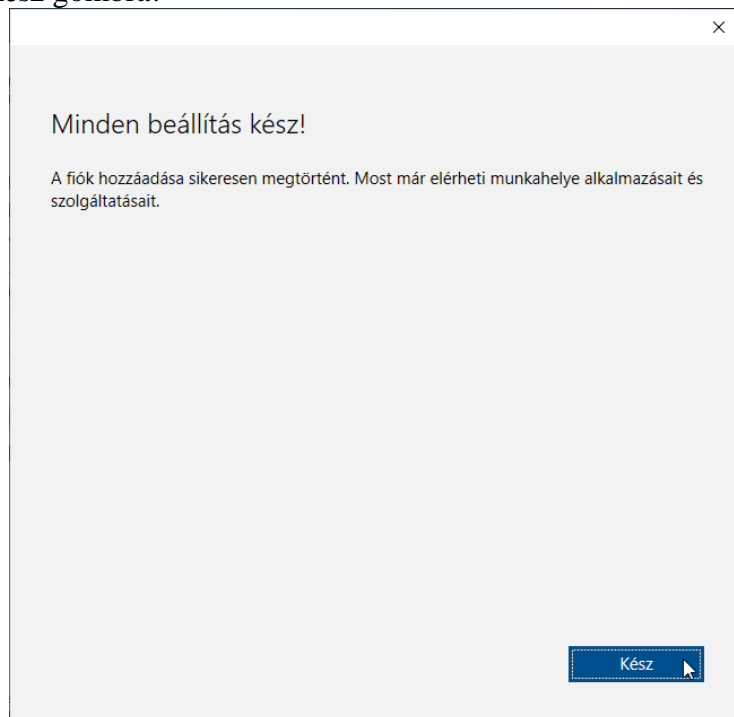 Minden beállítás kész!
A fiók hozzáadása sikeresen megtörtént. Most már elérheti munkahelye alkalmazásait és
szolgáltatásait.
Kész